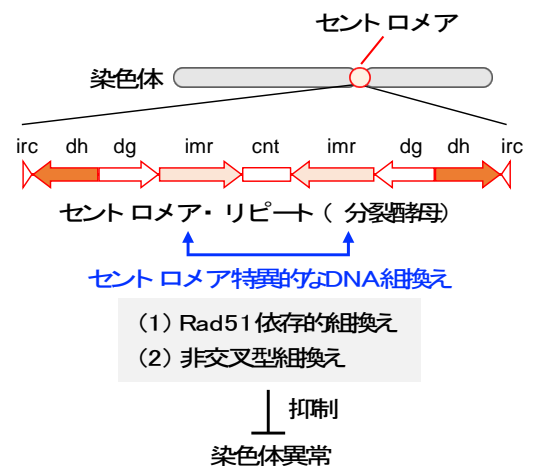 セントロメア
染色体
irc dh dg imr cnt imr dg dh irc
セントロメア・リピート(分裂酵母)
セントロメア特異的なDNA組換え
(1)Rad51依存的組換え
(2)非交叉型組換え
抑制
染色体異常